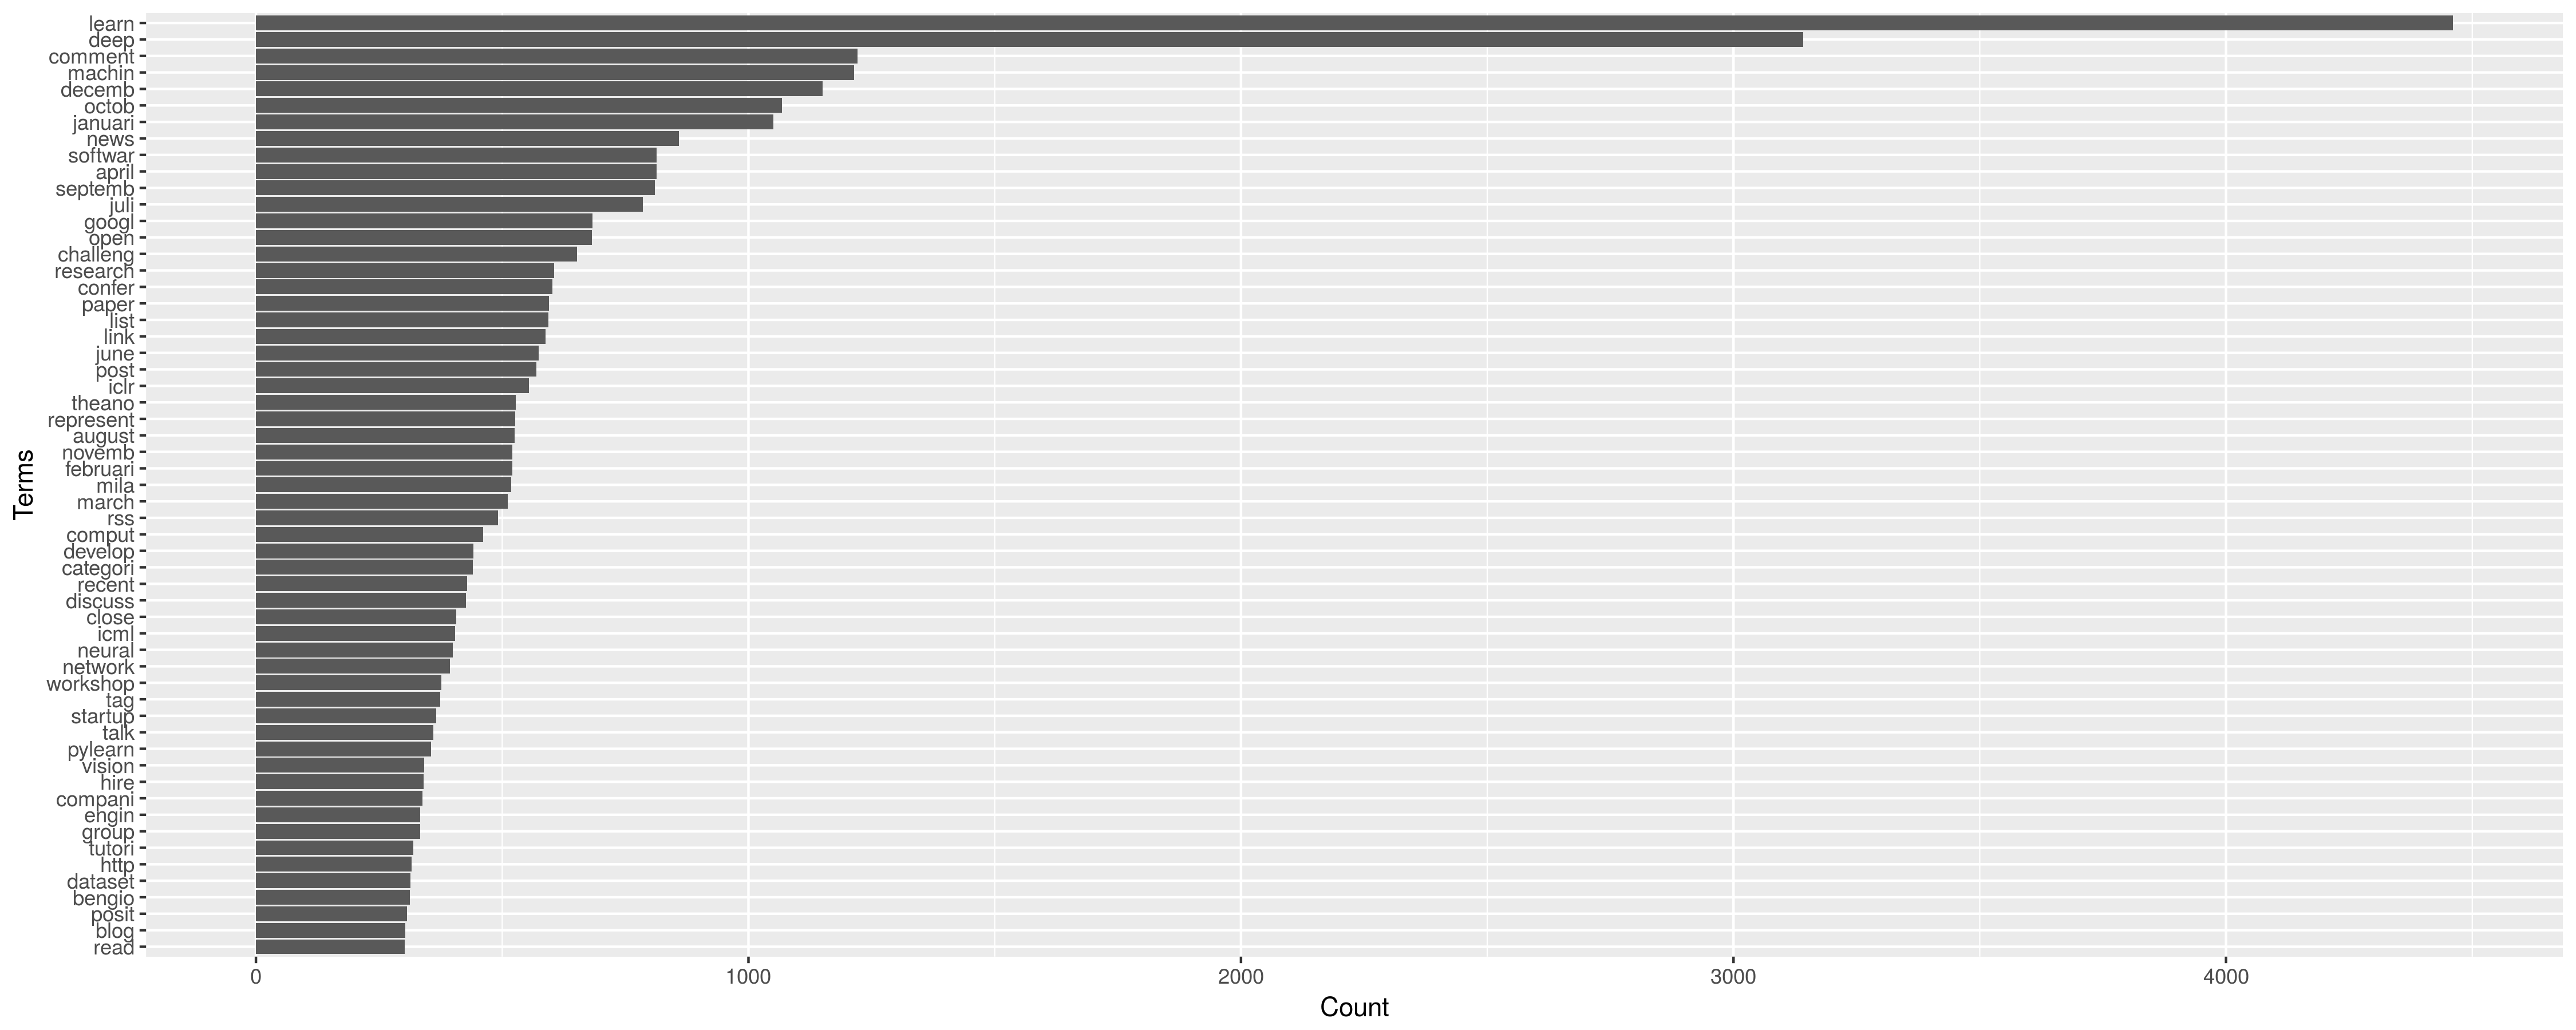 learn
deep
comment
machin
decemb
octob
januari
news
softwar
april
septemb
juli
googl
open
challeng
research
confer
paper
list
link
june
post
iclr
theano
represent
august
novemb
februari
mila
march
rss
comput
develop
categori
recent
discuss
close
icml
neural
network
workshop
tag
startup
talk
pylearn
vision
hire
compani
engin
group
tutori
http
dataset
bengio
posit
blog
read
Terms
0 1000 2000 3000 4000
Count